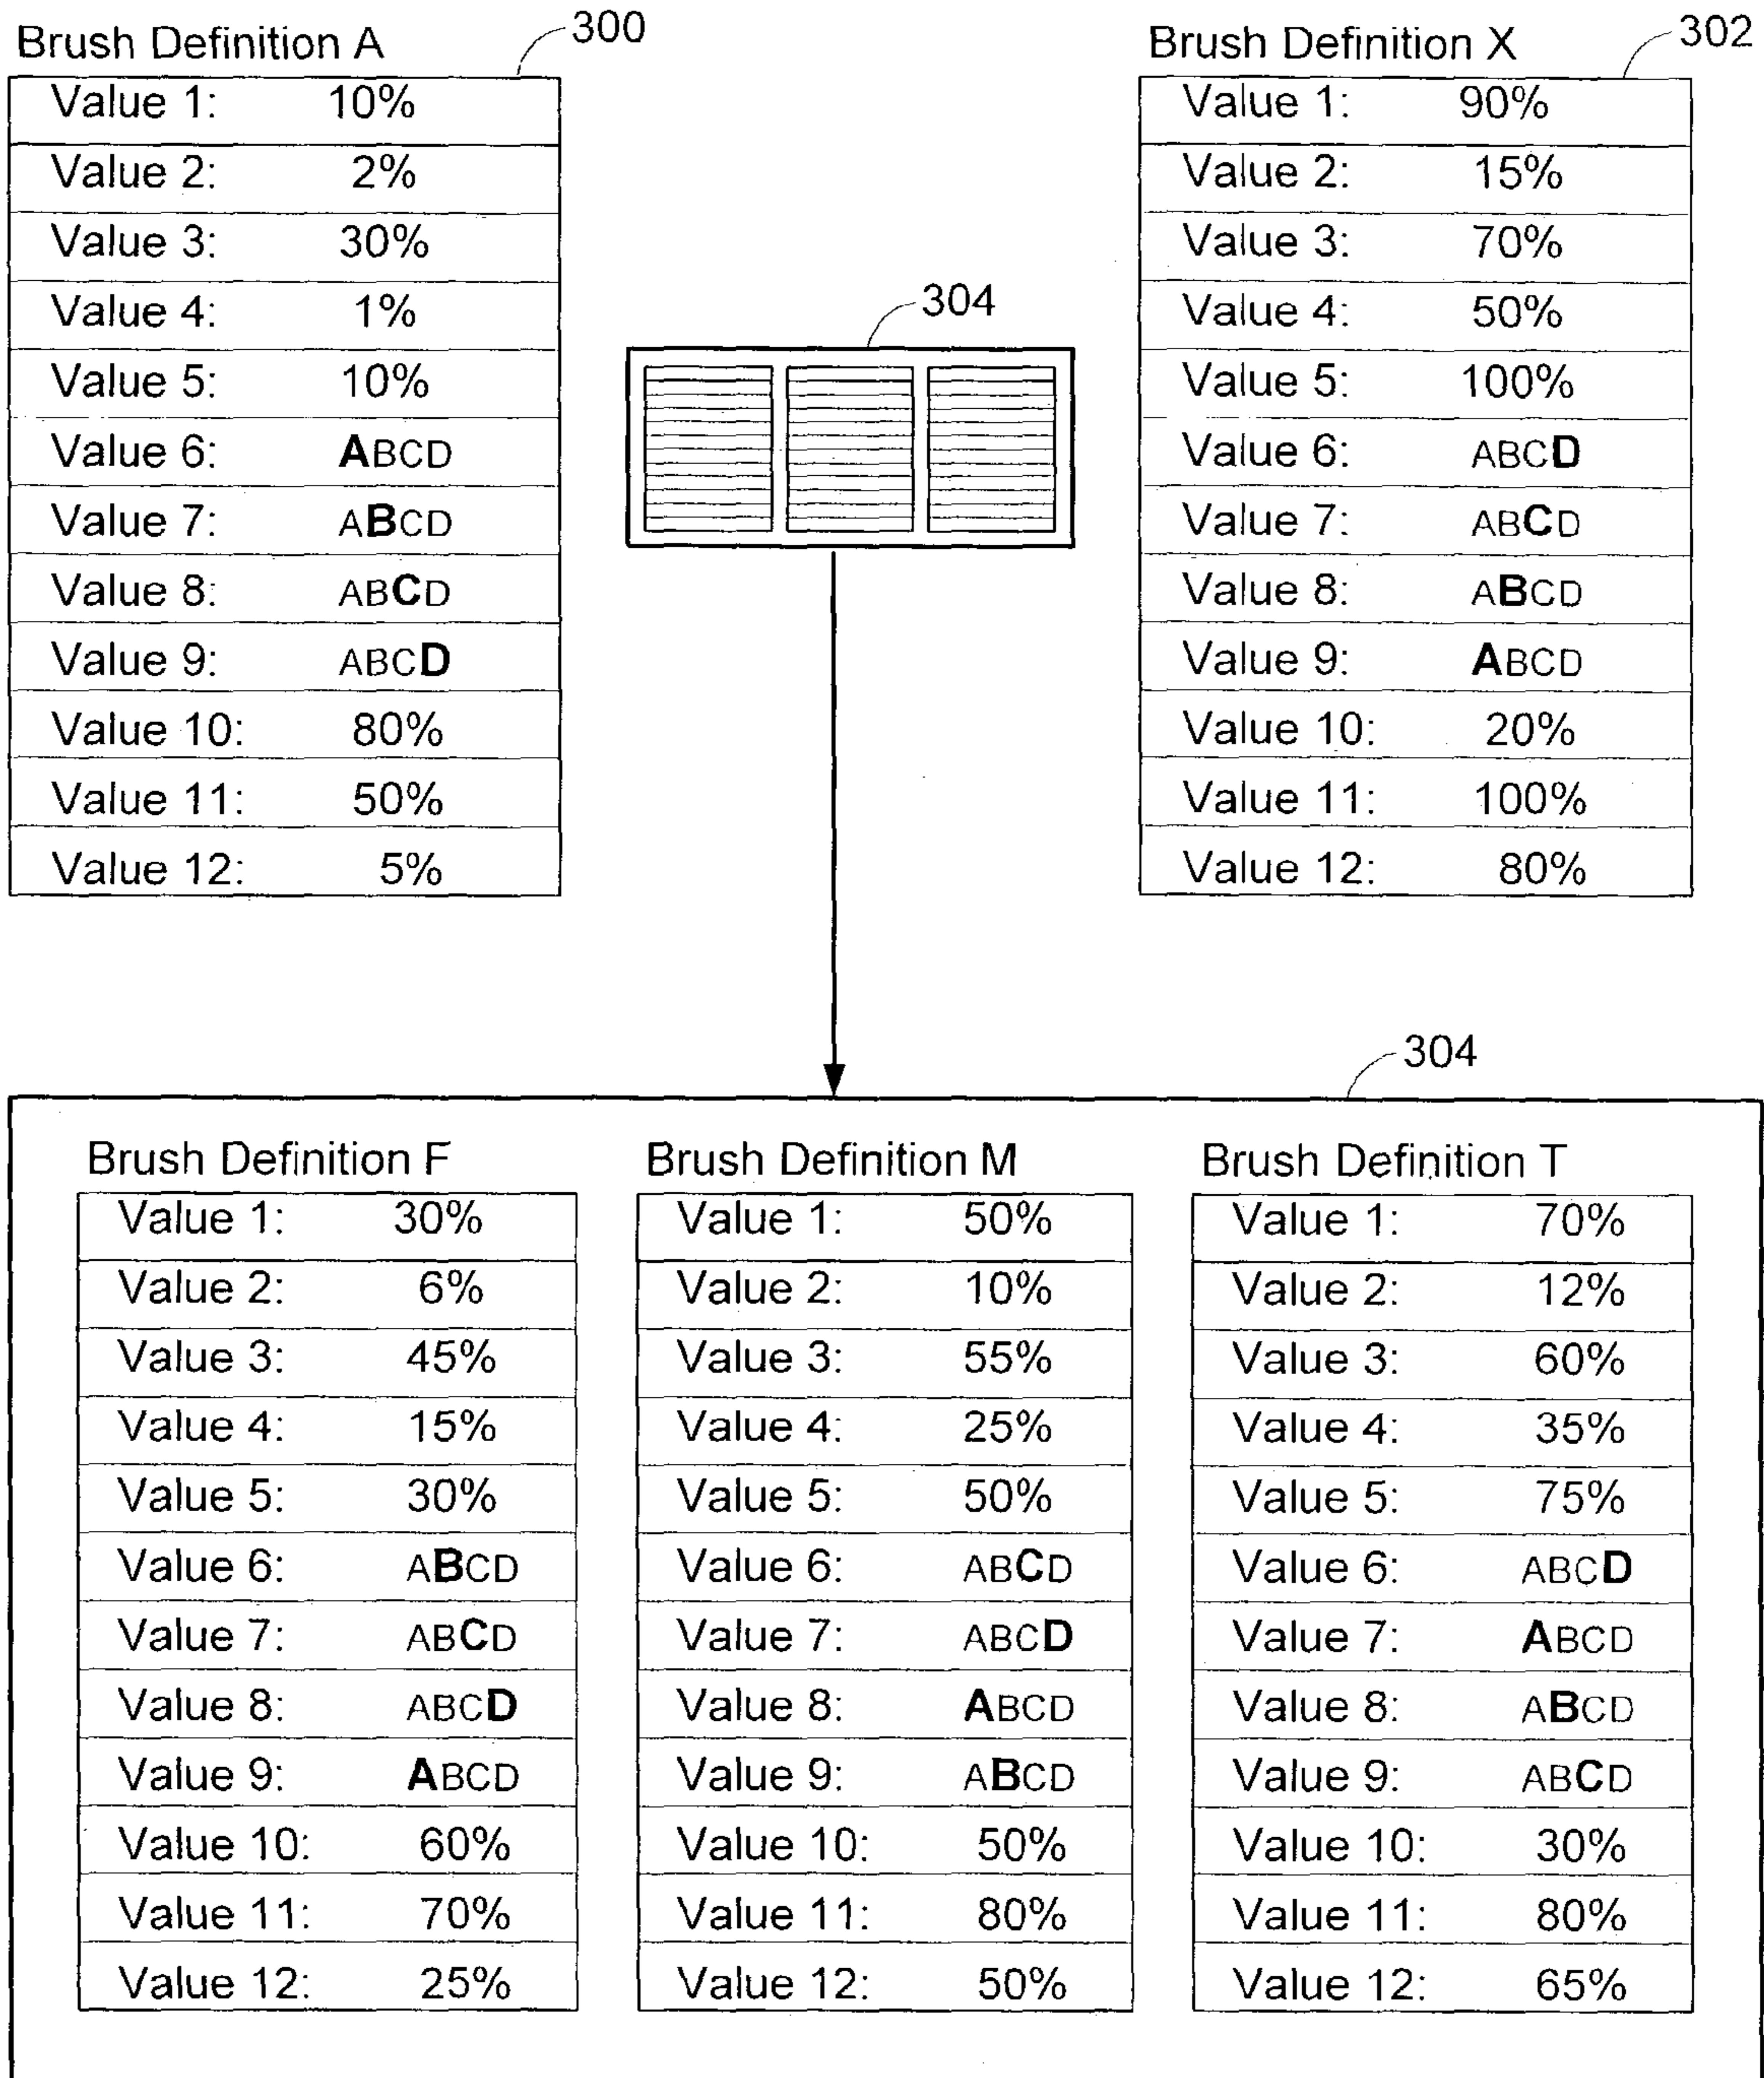 300
Brush Definition A
Value 1: 10%
Value 2: 2%
Value 3: 30%
Value 4: 1%
Value 5: 10%
Value 6: ABCD
Value 7: ABCD
Value 8: ABCD
Value 9: ABCD
Value 10: 80%
Value 11: 50%
Value 12: 5%
304
302
Brush Definition X
Value 1: 90%
Value 2: 15%
Value 3: 70%
Value 4: 50%
Value 5: 100%
Value 6: ABCD
Value 7: ABCD
Value 8: ABCD
Value 9: ABCD
Value 10: 20%
Value 11: 100%
Value 12: 80%
304
Brush Definition F
Value 1: 30%
Value 2: 6%
Value 3: 45%
Value 4: 15%
Value 5: 30%
Value 6: ABCD
Value 7: ABCD
Value 8: ABCD
Value 9: ABCD
Value 10: 60%
Value 11: 70%
Value 12: 25%
Brush Definition M
Value 1: 50%
Value 2: 10%
Value 3: 55%
Value 4: 25%
Value 5: 50%
Value 6: ABCD
Value 7: ABCD
Value 8: ABCD
Value 9: ABCD
Value 10: 50%
Value 11: 80%
Value 12: 50%
Brush Definition T
Value 1: 70%
Value 2: 12%
Value 3: 60%
Value 4: 35%
Value 5: 75%
Value 6: ABCD
Value 7: ABCD
Value 8: ABCD
Value 9: ABCD
Value 10: 30%
Value 11: 80%
Value 12: 65%